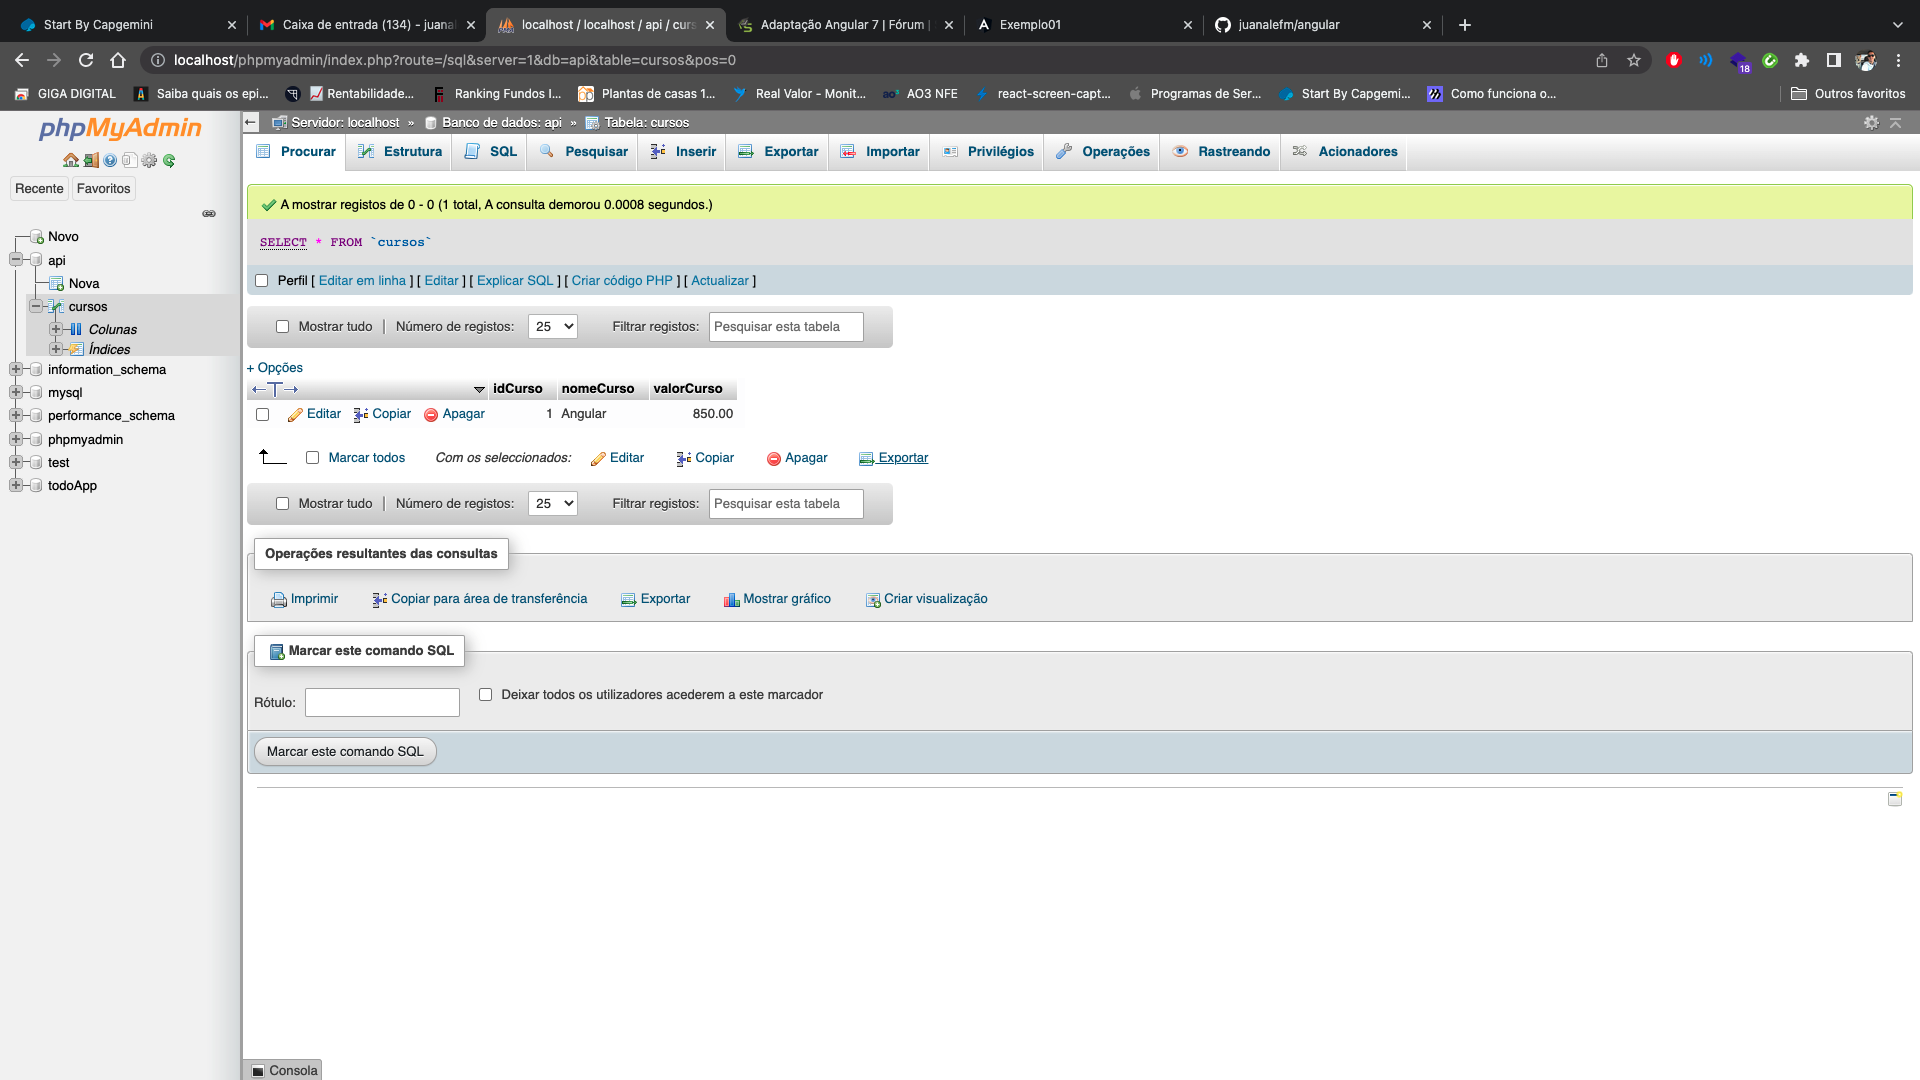 Start By Capgemini
Caixa de entrada (134) - juanal
localhost / localhost / api / curs
Adaptação Angular 7 | Fórum |
Exemplo01
juanalefm/angular
localhost/phpmyadmin/index.php?route=/sql&server=1&db=api&table=cursos&pos=0
18
GIGA DIGITAL
Saiba quais os epi...
Rentabilidade...
Ranking Fundos I...
Plantas de casas 1...
Real Valor - Monit...
AO3 NFE
react-screen-capt...
Programas de Ser...
Start By Capgemi...
Como funciona o...
Outros favoritos
phpMyAdmin
Recente
Favoritos
Novo
api
Nova
cursos
Colunas
Índices
information_schema
mysql
performance_schema
phpmyadmin
test
todoApp
Servidor: localhost » Banco de dados: api » Tabela: cursos
Procurar
Estrutura
SQL
Pesquisar
Inserir
Exportar
Importar
Privilégios
Operações
Rastreando
Acionadores
A mostrar registos de 0 - 0 (1 total, A consulta demorou 0.0008 segundos.)
SELECT * FROM `cursos`
Perfil [ Editar em linha ] [ Editar ] [ Explicar SQL ] [ Criar código PHP ] [ Actualizar ]
Mostrar tudo | Número de registos: 25 Filtrar registos: Pesquisar esta tabela
+ Opções
idCurso nomeCurso valorCurso
Editar Copiar Apagar 1 Angular 850.00
Marcar todos Com os seleccionados: Editar Copiar Apagar Exportar
Mostrar tudo | Número de registos: 25 Filtrar registos: Pesquisar esta tabela
Operações resultantes das consultas
Imprimir Copiar para área de transferência Exportar Mostrar gráfico Criar visualização
Marcar este comando SQL
Rótulo: Deixar todos os utilizadores acederem a este marcador
Marcar este comando SQL
Consola